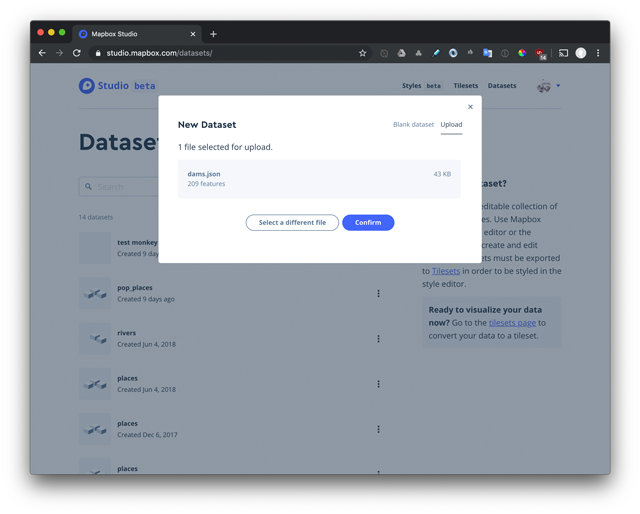 Mapbox Studio
studio.mapbox.com/datasets/
14
Studio beta
Styles beta Tilesets Datasets
New Dataset
Blank dataset Upload
1 file selected for upload.
dams.json 43 KB
209 features
Select a different file Confirm
Search
14 datasets
test monkey
Created 9 day
pop_places
Created 9 days ago
rivers
Created Jun 4, 2018
places
Created Jun 4, 2018
places
Created Dec 6, 2017
places
editable collection of
Use Mapbox
editor or the
create and edit
must be exported
to Tilesets in order to be styled in the
style editor.
Ready to visualize your data
now? Go to the tilesets page to
convert your data to a tileset.